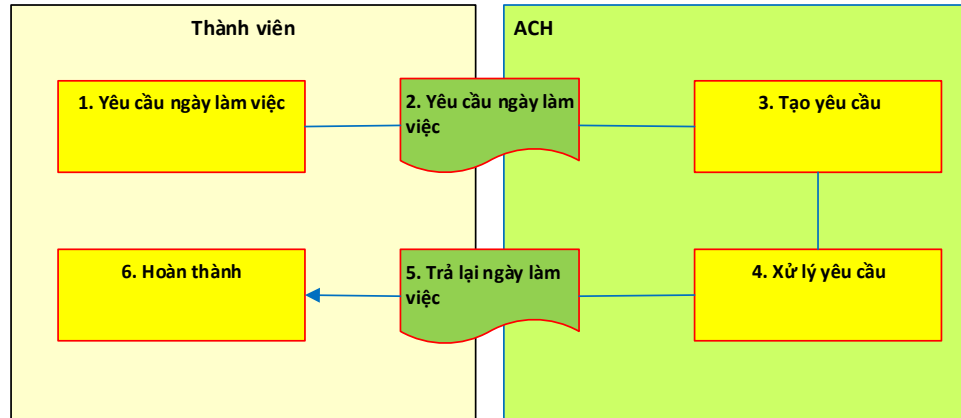 Thành viên
ACH
1. Yêu cầu ngày làm việc
2. Yêu cầu ngày làm
việc
3. Tạo yêu cầu
6. Hoàn thành
5. Trả lại ngày làm
việc
4. Xử lý yêu cầu